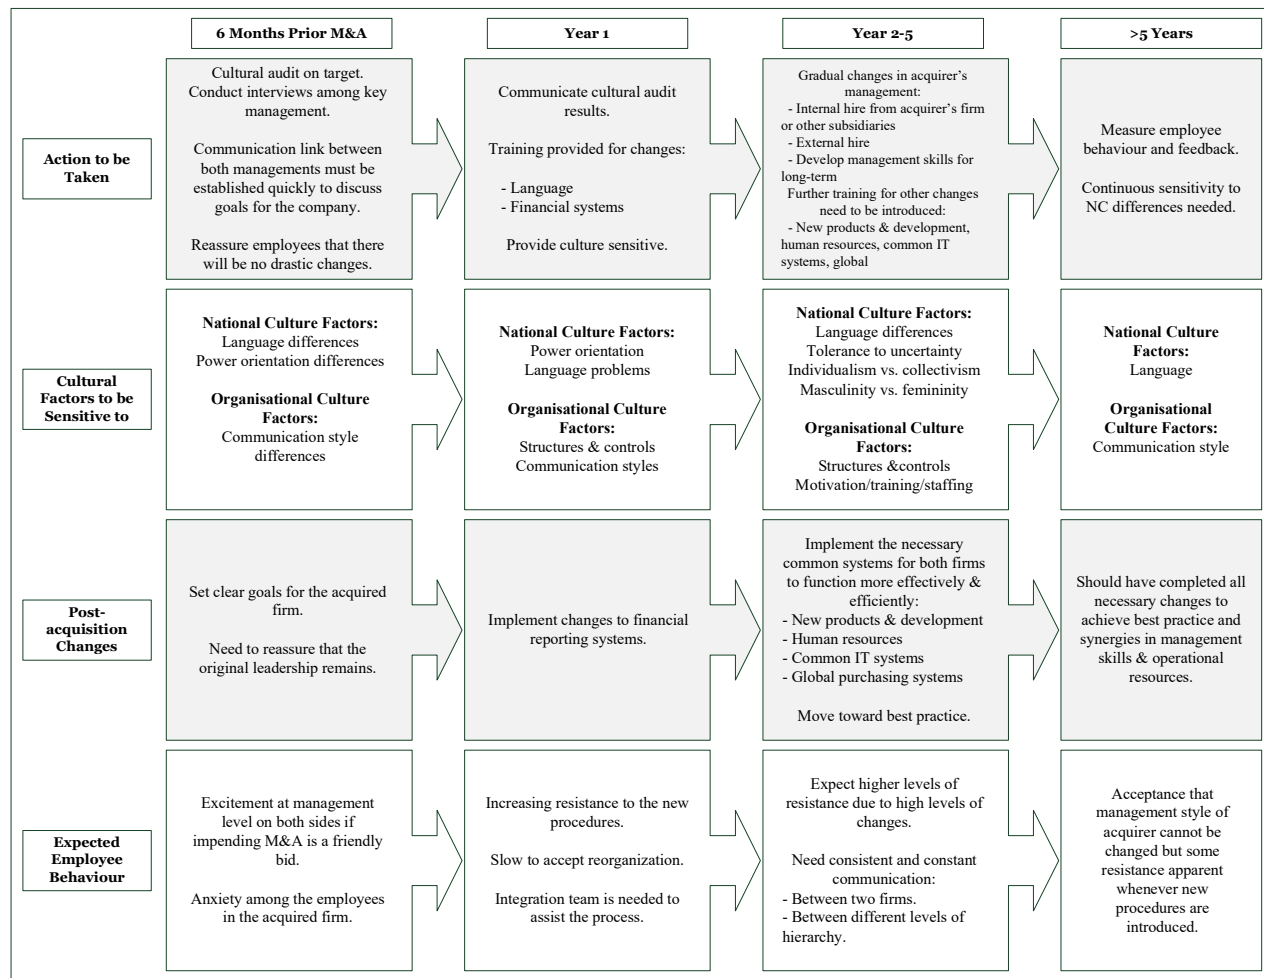 6 Months Prior M&A
Year 1
Year 2-5
>5 Years
Action to be
Taken
Cultural audit on target.
Conduct interviews among key
management.
Communication link between
both managements must be
established quickly to discuss
goals for the company.
Reassure employees that there
will be no drastic changes.
Communicate cultural audit
results.
Training provided for changes:
- Language
- Financial systems
Provide culture sensitive.
Gradual changes in acquirer's
management:
- Internal hire from acquirer's firm
or other subsidiaries
- External hire
- Develop management skills for
long-term
Further training for other changes
need to be introduced:
- New products & development,
human resources, common IT
systems, global
Measure employee
behaviour and feedback.
Continuous sensitivity to
NC differences needed.
Cultural
Factors to be
Sensitive to
National Culture Factors:
Language differences
Power orientation differences
Organisational Culture
Factors:
Communication style
differences
National Culture Factors:
Power orientation
Language problems
Organisational Culture
Factors:
Structures & controls
Communication styles
National Culture Factors:
Language differences
Tolerance to uncertainty
Individualism vs. collectivism
Masculinity vs. femininity
Organisational Culture
Factors:
Structures &controls
Motivation/training/staffing
National Culture
Factors:
Language
Organisational
Culture Factors:
Communication style
Post-
acquisition
Changes
Set clear goals for the acquired
firm.
Need to reassure that the
original leadership remains.
Implement changes to financial
reporting systems.
Implement the necessary
common systems for both firms
to function more effectively &
efficiently:
- New products & development
- Human resources
- Common IT systems
- Global purchasing systems
Move toward best practice.
Should have completed all
necessary changes to
achieve best practice and
synergies in management
skills & operational
resources.
Expected
Employee
Behaviour
Excitement at management
level on both sides if
impending M&A is a friendly
bid.
Anxiety among the employees
in the acquired firm.
Increasing resistance to the new
procedures.
Slow to accept reorganization.
Integration team is needed to
assist the process.
Expect higher levels of
resistance due to high levels of
changes.
Need consistent and constant
communication:
- Between two firms.
- Between different levels of
hierarchy.
Acceptance that
management style of
acquirer cannot be
changed but some
resistance apparent
whenever new
procedures are
introduced.